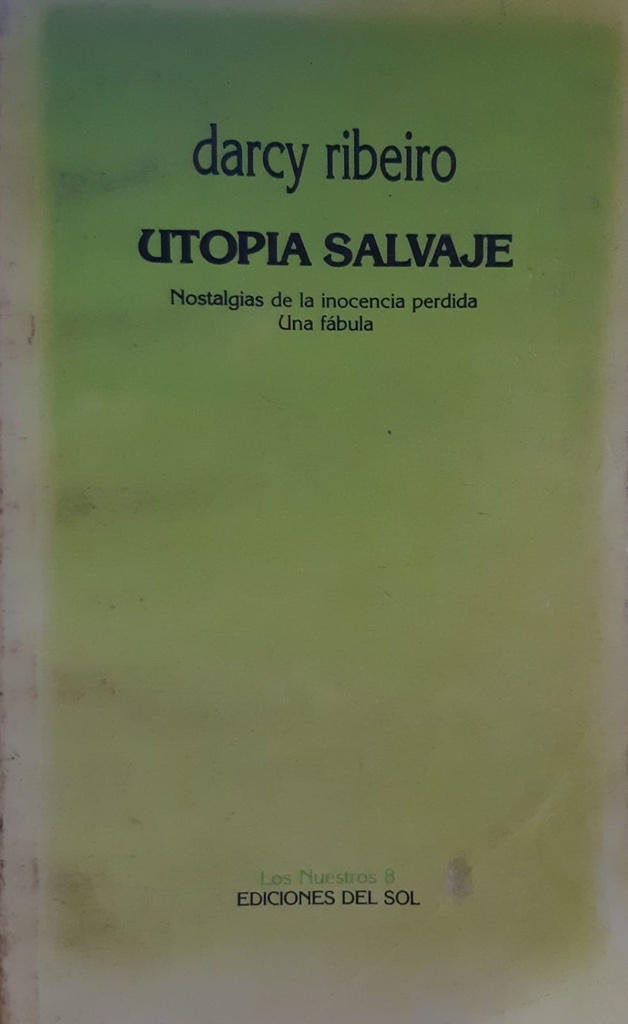 darcy ribeiro
UTOPIA SALVAJE
Nostalgias de la inocencia perdida
Una fábula
Los Nuestros 8
EDICIONES DEL SOL